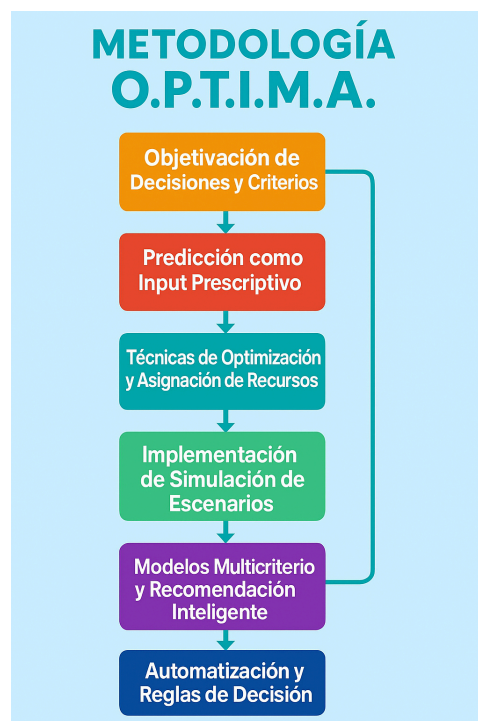 METODOLOGÍA
O.P.T.I.M.A.
Objetivación de
Decisiones y Criterios
Predicción como
Input Prescriptivo
Técnicas de Optimización
y Asignación de Recursos
Implementación
de Simulación de
Escenarios
Modelos Multicriterio
y Recomendación
Inteligente
Automatización y
Reglas de Decisión